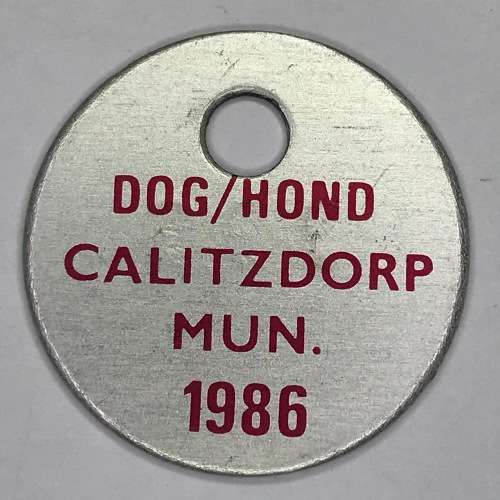 DOG/HOND
CALITZDORP
MUN.
1986